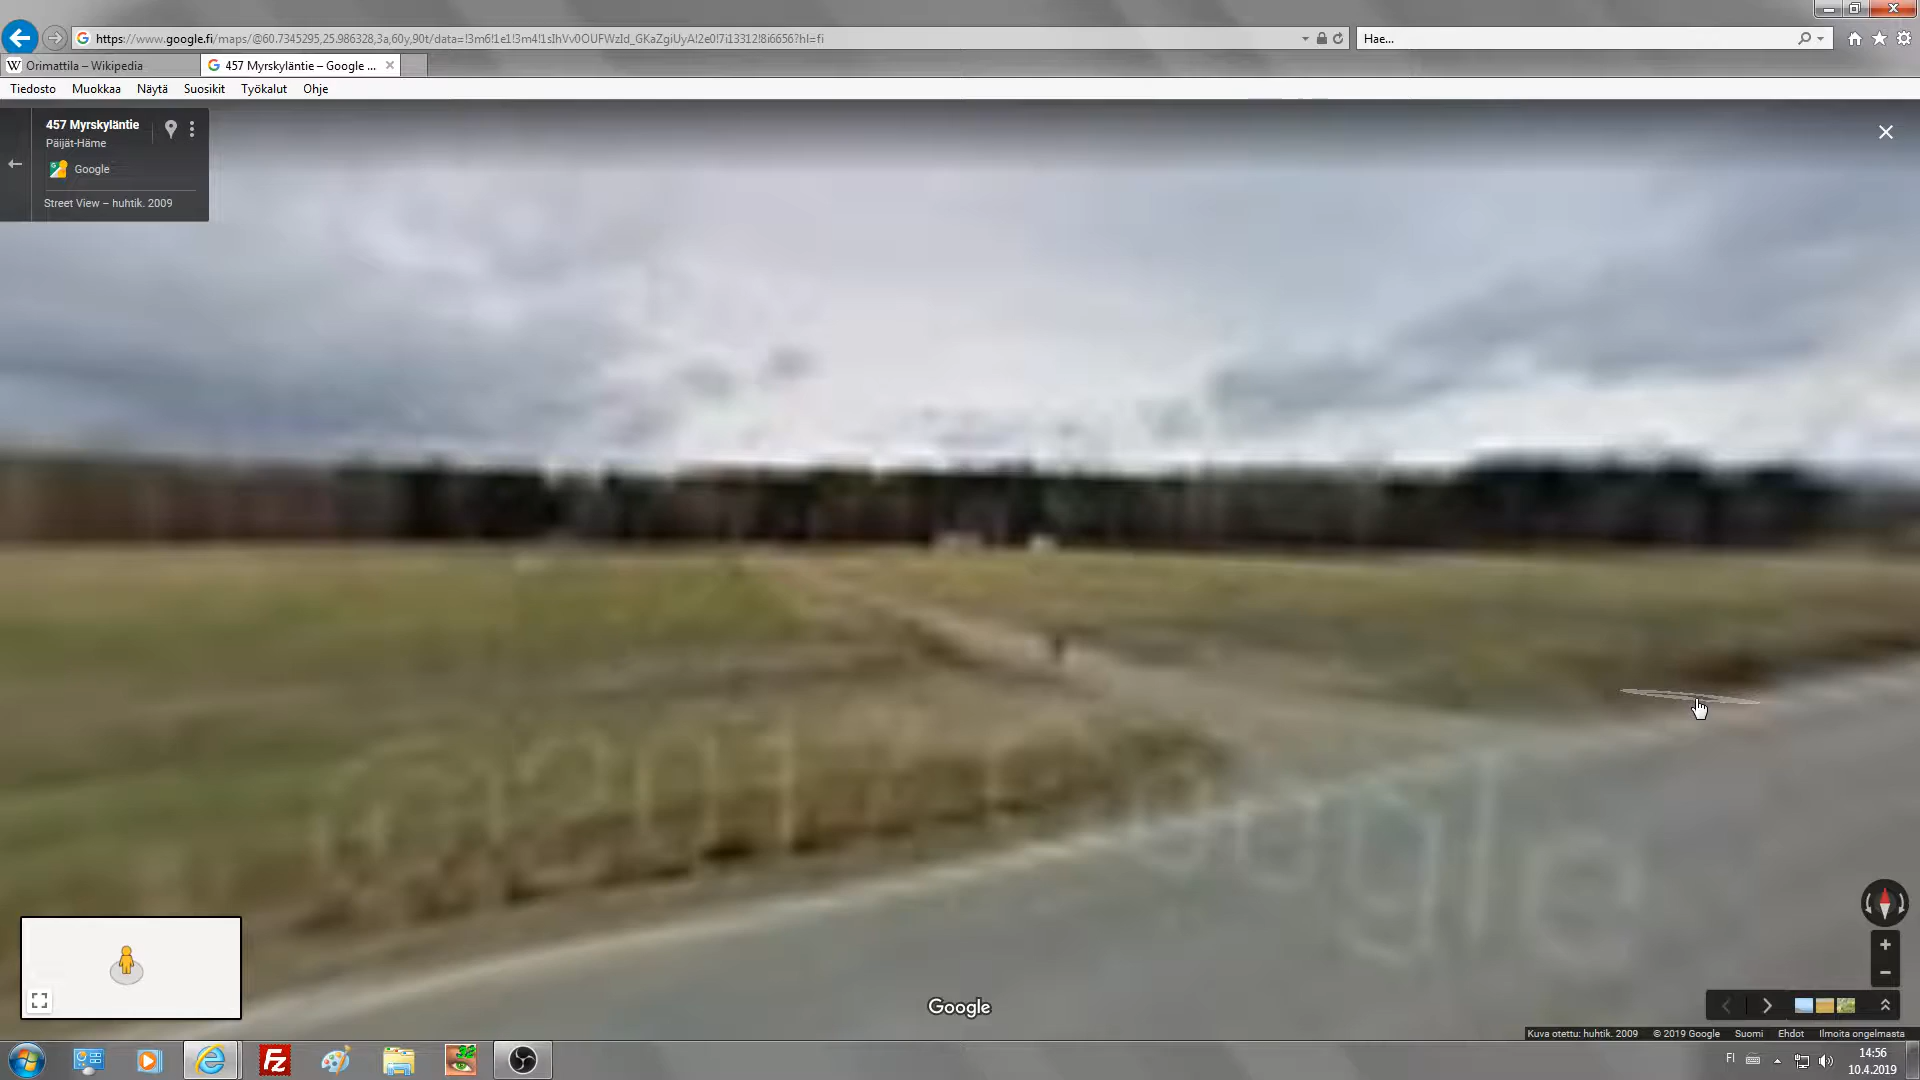 https://www.google.fi/maps/@60.7345295,25.986328,3a,60y,90t/data=!3m6!1e1!3m4!1sIhVv0OUFWzId_GKaZgiUyA!2e0!7i13312!8i6656?hl=fi
Hae...
Orimattila – Wikipedia
457 Myrskyläntie – Google ...
Tiedosto Muokkaa Näytä Suosikit Työkalut Ohje
457 Myrskyläntie
Päijät-Häme
Google
Street View – huhtik. 2009
Google
Kuva otettu: huhtik. 2009 © 2019 Google Suomi Ehdot Ilmoita ongelmasta
FI
14:56
10.4.2019